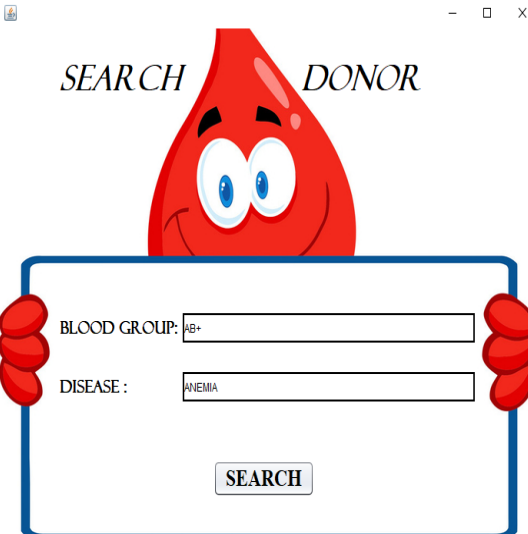 SEARCH DONOR
BLOOD GROUP: AB+
DISEASE : ANEMIA
SEARCH